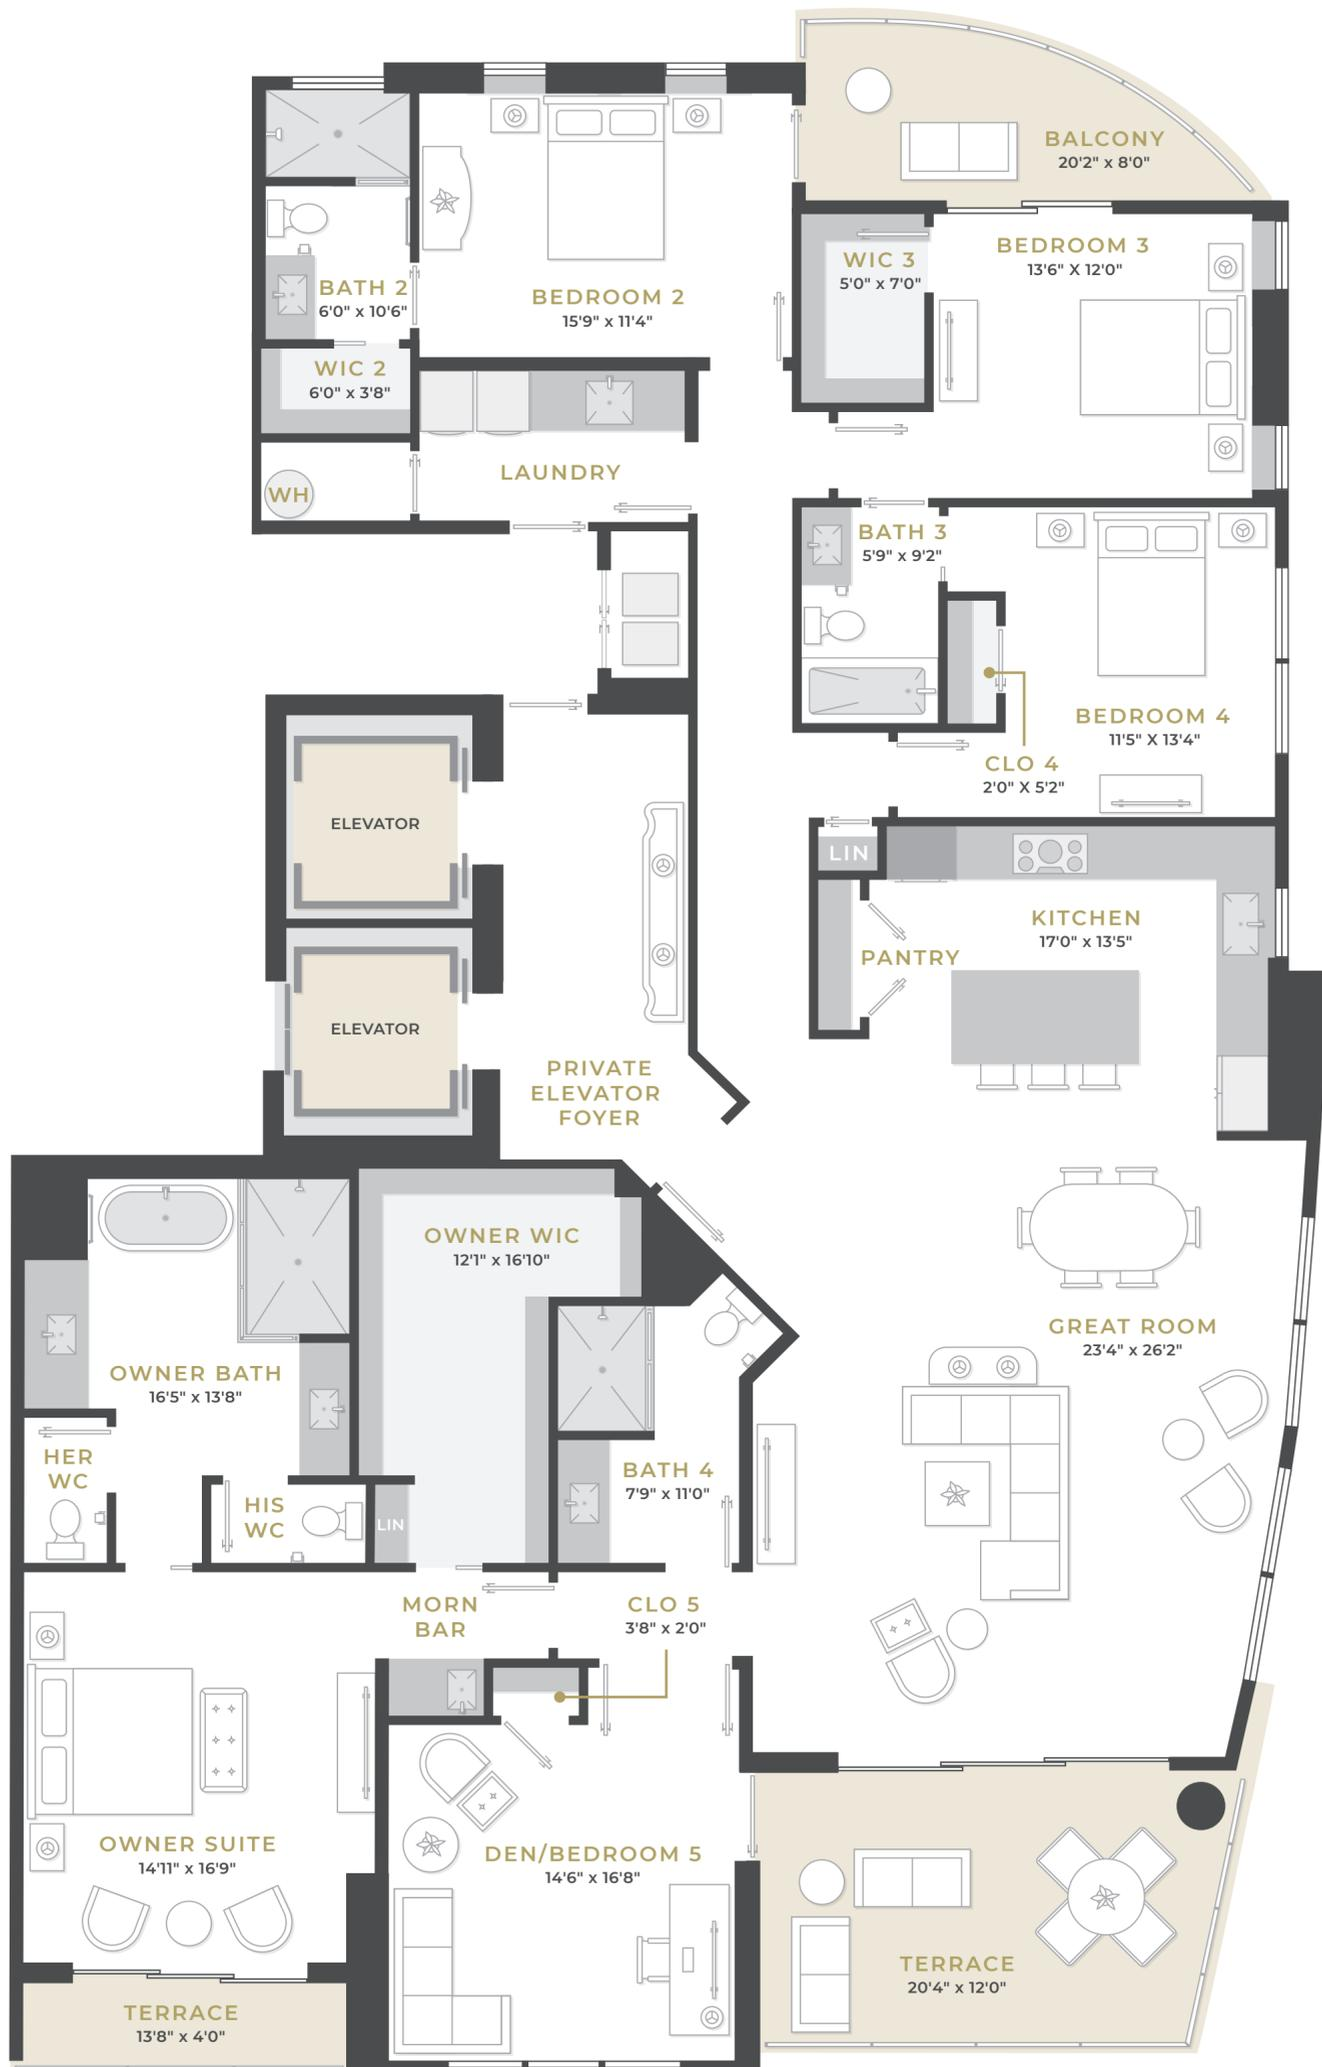 BALCONY
20'2" x 8'0"
BEDROOM 3
13'6" X 12'0"
WIC 3
5'0" x 7'0"
BATH 2
6'0" x 10'6"
BEDROOM 2
15'9" x 11'4"
WIC 2
6'0" x 3'8"
LAUNDRY
WH
BATH 3
5'9" x 9'2"
BEDROOM 4
11'5" X 13'4"
CLO 4
2'0" X 5'2"
ELEVATOR
LIN
KITCHEN
17'0" x 13'5"
PANTRY
ELEVATOR
PRIVATE
ELEVATOR
FOYER
OWNER WIC
12'1" x 16'10"
GREAT ROOM
23'4" x 26'2"
OWNER BATH
16'5" x 13'8"
HER
WC
BATH 4
7'9" x 11'0"
HIS
WC
LIN
MORN
BAR
CLO 5
3'8" x 2'0"
OWNER SUITE
14'11" x 16'9"
DEN/BEDROOM 5
14'6" x 16'8"
TERRACE
20'4" x 12'0"
TERRACE
13'8" x 4'0"